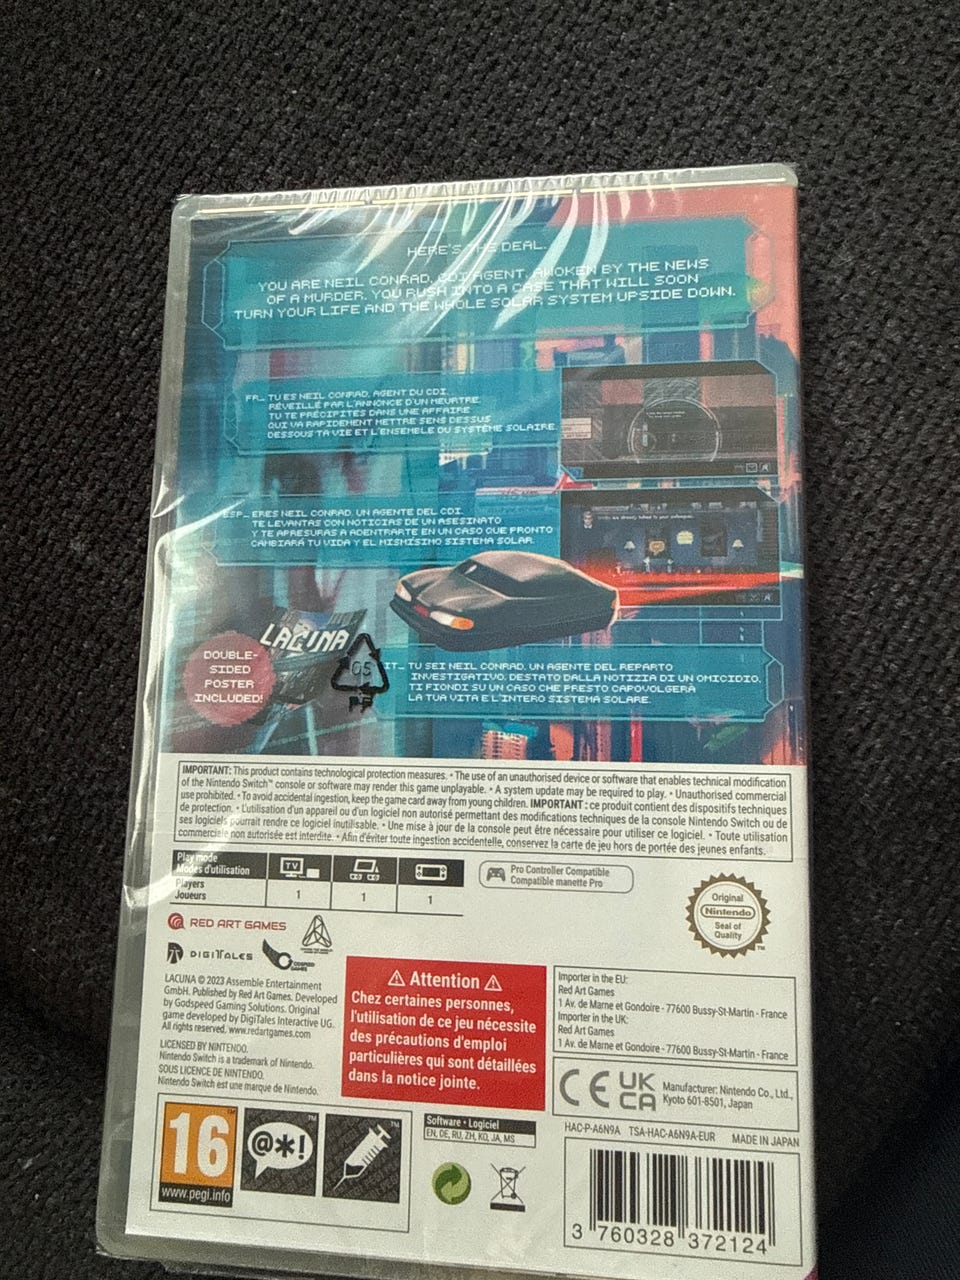 HERE'S THE DEAL.
YOU ARE NEIL CONRAD, CDI AGENT. AWOKEN BY THE NEWS
OF A MURDER, YOU RUSH INTO A CASE THAT WILL SOON
TURN YOUR LIFE AND THE WHOLE SOLAR SYSTEM UPSIDE DOWN.
FR_ TU ES NEIL CONRAD, AGENT DU CDI.
RÉVEILLÉ PAR L'ANNONCE D'UN MEURTRE,
TU TE PRÉCIPITES DANS UNE AFFAIRE
QUI VA RAPIDEMENT METTRE SENS DESSUS
DESSOUS TA VIE ET L'ENSEMBLE DU SYSTÈME SOLAIRE.
ESP_ ERES NEIL CONRAD, UN AGENTE DEL CDI.
TE LEVANTAS CON NOTICIAS DE UN ASESINATO
Y TE APRESURAS A ADENTRARTE EN UN CASO QUE PRONTO
CAMBIARÁ TU VIDA Y EL MISMÍSIMO SISTEMA SOLAR.
LACUNA
DOUBLE-
SIDED
POSTER
INCLUDED!
05
PP
IT_ TU SEI NEIL CONRAD, UN AGENTE DEL REPARTO
INVESTIGATIVO. DESTATO DALLA NOTIZIA DI UN OMICIDIO,
TI FIONDI SU UN CASO CHE PRESTO CAPOVOLGERÀ
LA TUA VITA E L'INTERO SISTEMA SOLARE.
IMPORTANT: This product contains technological protection measures. • The use of an unauthorised device or software that enables technical modification
of the Nintendo Switch™ console or software may render this game unplayable. • A system update may be required to play. • Unauthorised commercial
use prohibited. • To avoid accidental ingestion, keep the game card away from young children. IMPORTANT : ce produit contient des dispositifs techniques
de protection. • L'utilisation d'un appareil ou d'un logiciel non autorisé permettant des modifications techniques de la console Nintendo Switch ou de
ses logiciels pourrait rendre ce logiciel inutilisable. • Une mise à jour de la console peut être nécessaire pour utiliser ce logiciel. • Toute utilisation
commerciale non autorisée est interdite. • Afin d'éviter toute ingestion accidentelle, conservez la carte de jeu hors de portée des jeunes enfants.
Play mode
Modes d'utilisation
TV
Players
Joueurs
1 1 1
Pro Controller Compatible
Compatible manette Pro
Original
Nintendo
Seal of
Quality
™
RED ART GAMES
DIGITALES
GODSPEED
GAMES
LACUNA © 2023 Assemble Entertainment
GmbH. Published by Red Art Games. Developed
by Godspeed Gaming Solutions. Original
game developed by DigiTales Interactive UG.
All rights reserved, www.redartgames.com
LICENSED BY NINTENDO.
Nintendo Switch is a trademark of Nintendo.
SOUS LICENCE DE NINTENDO.
Nintendo Switch est une marque de Nintendo.
Attention
Chez certaines personnes,
l'utilisation de ce jeu nécessite
des précautions d'emploi
particulières qui sont détaillées
dans la notice jointe.
Importer in the EU:
Red Art Games
1 Av. de Marne et Gondoire - 77600 Bussy-St-Martin - France
Importer in the UK:
Red Art Games
1 Av. de Marne et Gondoire - 77600 Bussy-St-Martin - France
CE UK
CA
Manufacturer: Nintendo Co., Ltd.,
Kyoto 601-8501, Japan
HAC-P-A6N9A TSA-HAC-A6N9A-EUR MADE IN JAPAN
16
www.pegi.info
@*!
Software • Logiciel
EN, DE, RU, ZH, KO, JA, MS
3 760328 372124